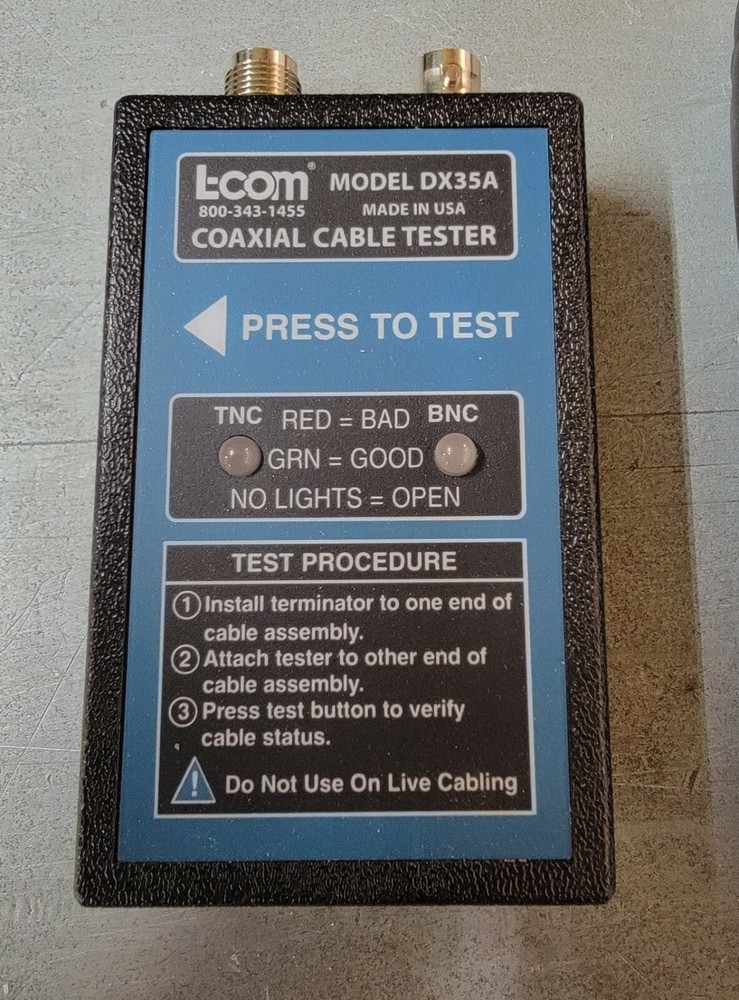 L-com® MODEL DX35A
800-343-1455 MADE IN USA
COAXIAL CABLE TESTER
PRESS TO TEST
TNC RED = BAD BNC
GRN = GOOD
NO LIGHTS = OPEN
TEST PROCEDURE
① Install terminator to one end of
cable assembly.
② Attach tester to other end of
cable assembly.
③ Press test button to verify
cable status.
! Do Not Use On Live Cabling